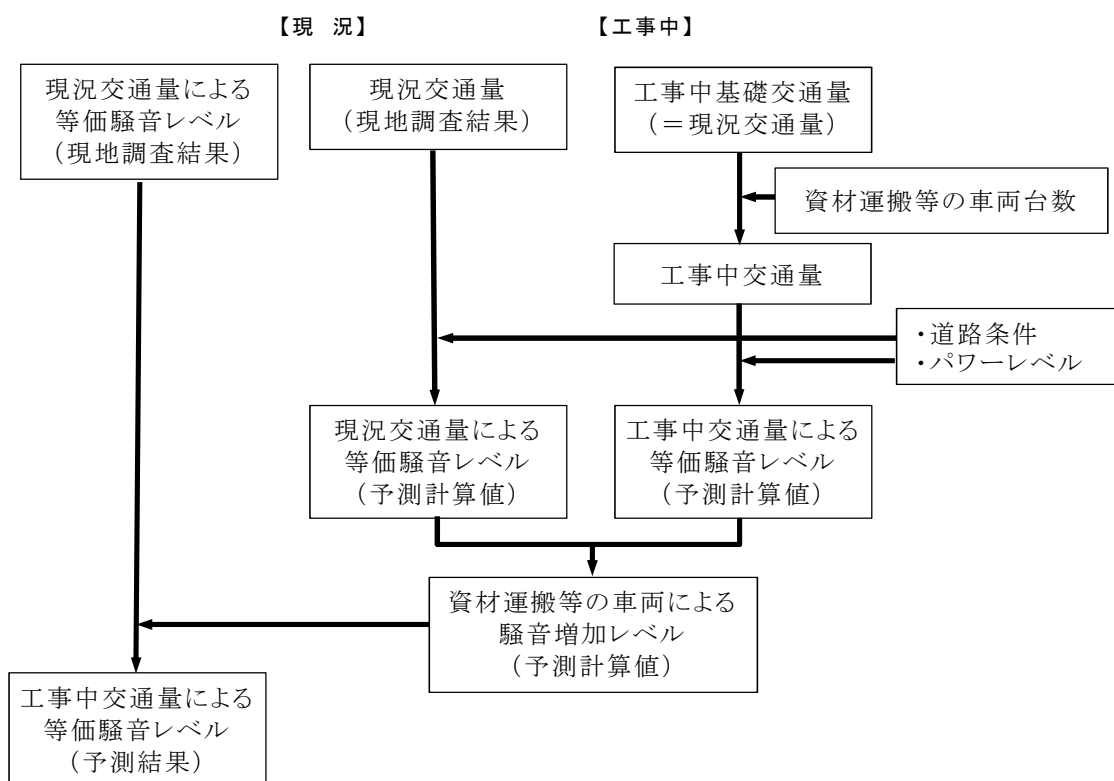 【現　況】
【工事中】
現況交通量による
等価騒音レベル
（現地調査結果）
現況交通量
（現地調査結果）
工事中基礎交通量
（＝現況交通量）
資材運搬等の車両台数
工事中交通量
・道路条件
・パワーレベル
現況交通量による
等価騒音レベル
（予測計算値）
工事中交通量による
等価騒音レベル
（予測計算値）
資材運搬等の車両による
騒音増加レベル
（予測計算値）
工事中交通量による
等価騒音レベル
（予測結果）